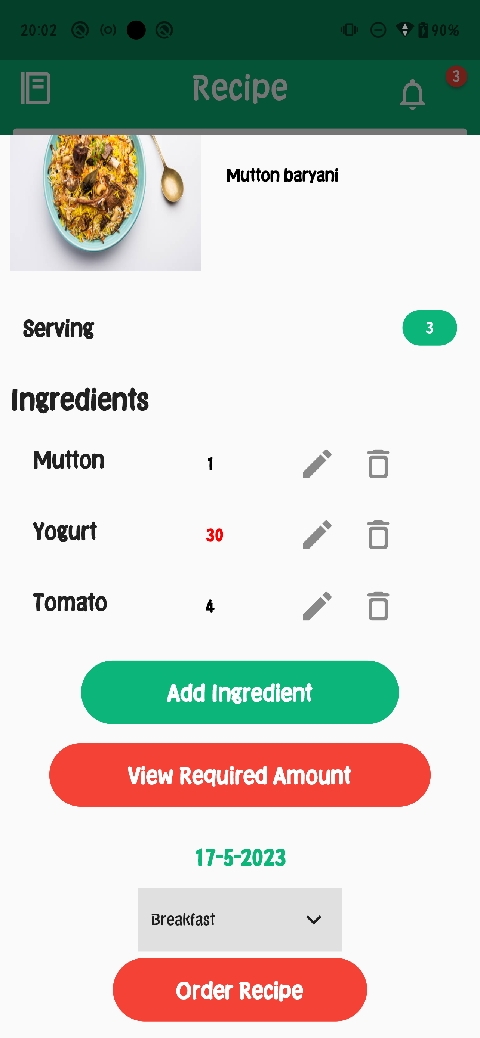 20:02 90%
Recipe 3
Mutton baryani
Serving 3
Ingredients
Mutton 1
Yogurt 30
Tomato 4
Add Ingredient
View Required Amount
17-5-2023
Breakfast
Order Recipe